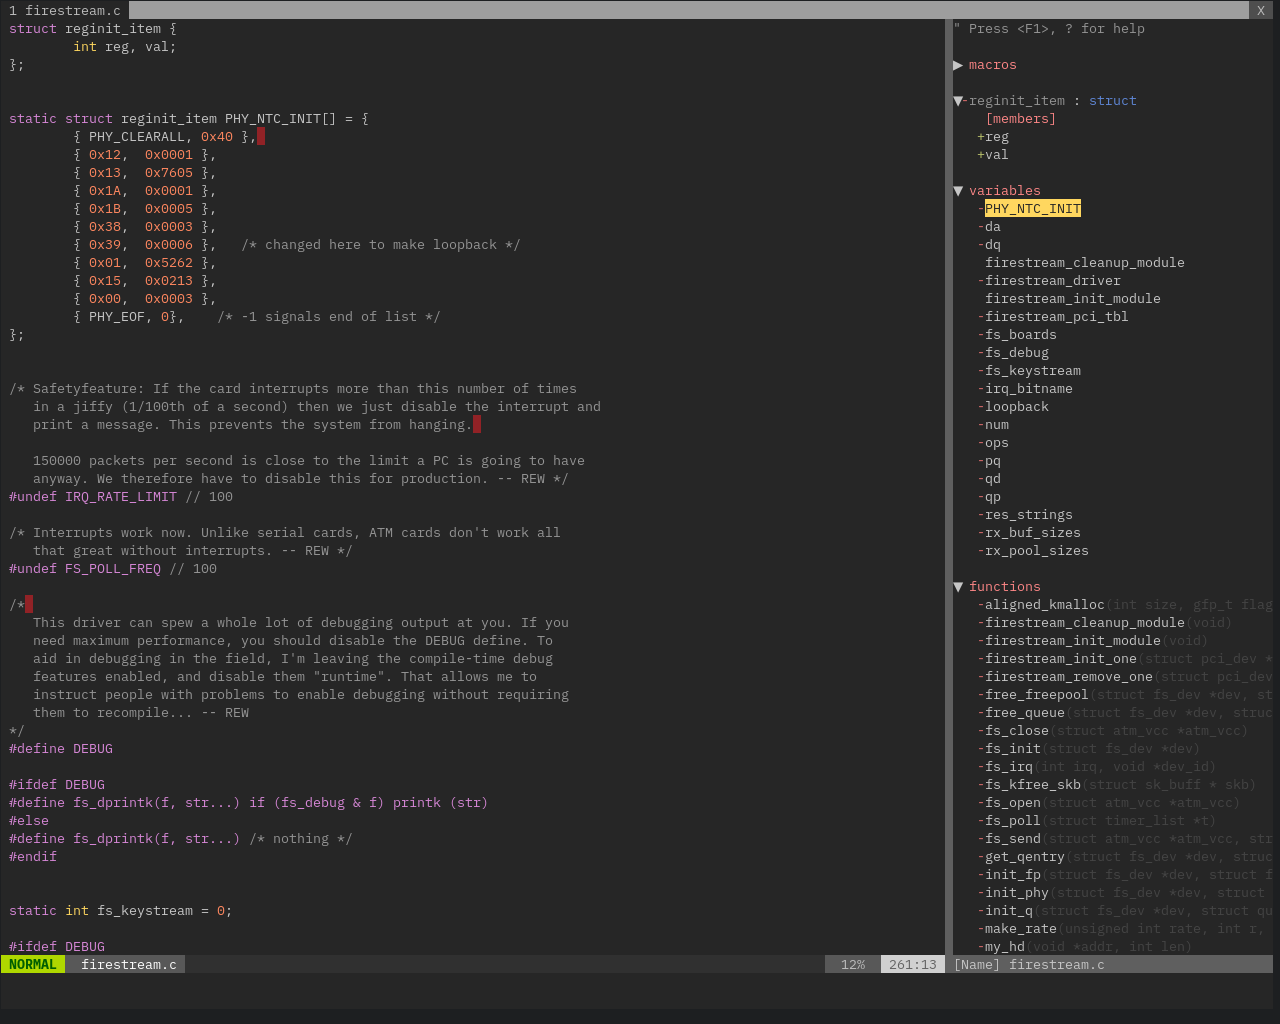 1 firestream.c X
struct reginit_item {
        int reg, val;
};


static struct reginit_item PHY_NTC_INIT[] = {
        { PHY_CLEARALL, 0x40 },
        { 0x12,  0x0001 },
        { 0x13,  0x7605 },
        { 0x1A,  0x0001 },
        { 0x1B,  0x0005 },
        { 0x38,  0x0003 },
        { 0x39,  0x0006 },   /* changed here to make loopback */
        { 0x01,  0x5262 },
        { 0x15,  0x0213 },
        { 0x00,  0x0003 },
        { PHY_EOF, 0},    /* -1 signals end of list */
};


/* Safetyfeature: If the card interrupts more than this number of times
   in a jiffy (1/100th of a second) then we just disable the interrupt and
   print a message. This prevents the system from hanging.

   150000 packets per second is close to the limit a PC is going to have
   anyway. We therefore have to disable this for production. -- REW */
#undef IRQ_RATE_LIMIT // 100

/* Interrupts work now. Unlike serial cards, ATM cards don't work all
   that great without interrupts. -- REW */
#undef FS_POLL_FREQ // 100

/*
   This driver can spew a whole lot of debugging output at you. If you
   need maximum performance, you should disable the DEBUG define. To
   aid in debugging in the field, I'm leaving the compile-time debug
   features enabled, and disable them "runtime". That allows me to
   instruct people with problems to enable debugging without requiring
   them to recompile... -- REW
*/
#define DEBUG

#ifdef DEBUG
#define fs_dprintk(f, str...) if (fs_debug & f) printk (str)
#else
#define fs_dprintk(f, str...) /* nothing */
#endif


static int fs_keystream = 0;

#ifdef DEBUG
NORMAL firestream.c 12% 261:13
" Press <F1>, ? for help

▶ macros

▼-reginit_item : struct
    [members]
   +reg
   +val

▼ variables
   -PHY_NTC_INIT
   -da
   -dq
    firestream_cleanup_module
   -firestream_driver
    firestream_init_module
   -firestream_pci_tbl
   -fs_boards
   -fs_debug
   -fs_keystream
   -irq_bitname
   -loopback
   -num
   -ops
   -pq
   -qd
   -qp
   -res_strings
   -rx_buf_sizes
   -rx_pool_sizes

▼ functions
   -aligned_kmalloc(int size, gfp_t flag
   -firestream_cleanup_module(void)
   -firestream_init_module(void)
   -firestream_init_one(struct pci_dev *
   -firestream_remove_one(struct pci_dev
   -free_freepool(struct fs_dev *dev, st
   -free_queue(struct fs_dev *dev, struc
   -fs_close(struct atm_vcc *atm_vcc)
   -fs_init(struct fs_dev *dev)
   -fs_irq(int irq, void *dev_id)
   -fs_kfree_skb(struct sk_buff * skb)
   -fs_open(struct atm_vcc *atm_vcc)
   -fs_poll(struct timer_list *t)
   -fs_send(struct atm_vcc *atm_vcc, str
   -get_qentry(struct fs_dev *dev, struc
   -init_fp(struct fs_dev *dev, struct f
   -init_phy(struct fs_dev *dev, struct
   -init_q(struct fs_dev *dev, struct qu
   -make_rate(unsigned int rate, int r,
   -my_hd(void *addr, int len)
[Name] firestream.c